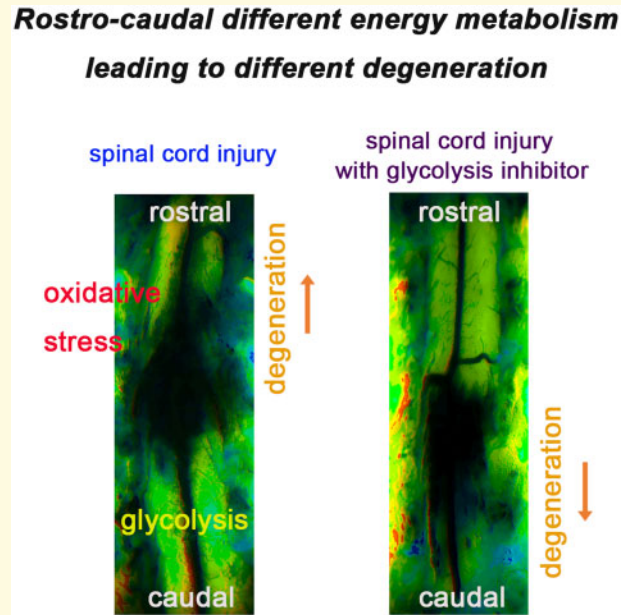 Rostro-caudal different energy metabolism
leading to different degeneration
spinal cord injury
spinal cord injury
with glycolysis inhibitor
rostral
oxidative
stress
degeneration
glycolysis
caudal
rostral
degeneration
caudal